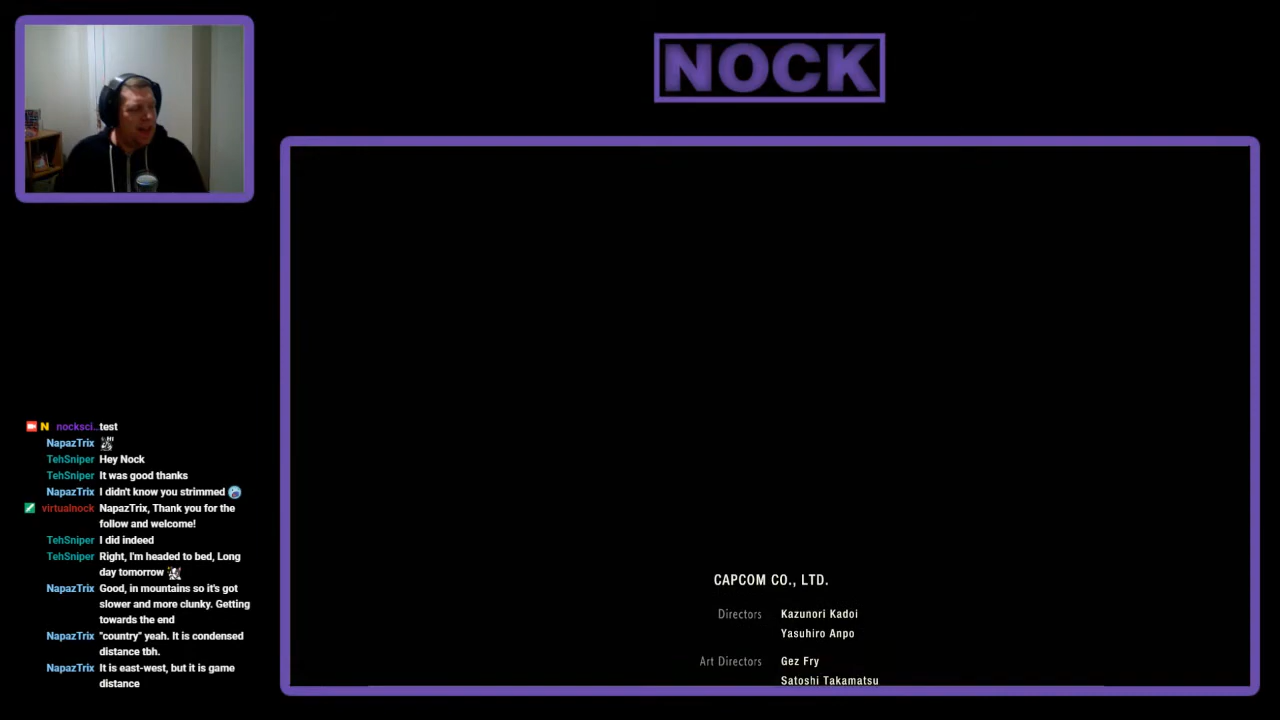 NOCK
N nocksci.. test
NapazTrix
TehSniper Hey Nock
TehSniper It was good thanks
NapazTrix I didn't know you strimmed
virtualnock NapazTrix, Thank you for the
follow and welcome!
TehSniper I did indeed
TehSniper Right, I'm headed to bed, Long
day tomorrow
NapazTrix Good, in mountains so it's got
slower and more clunky. Getting
towards the end
NapazTrix "country" yeah. It is condensed
distance tbh.
NapazTrix It is east-west, but it is game
distance
CAPCOM CO., LTD.
Directors Kazunori Kadoi
Yasuhiro Anpo
Art Directors Gez Fry
Satoshi Takamatsu